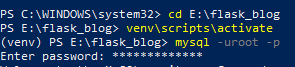 PS C:\WINDOWS\system32> cd E:\flask_blog
PS E:\flask_blog> venv\scripts\activate
(venv) PS E:\flask_blog> mysql -uroot -p
Enter password: *************